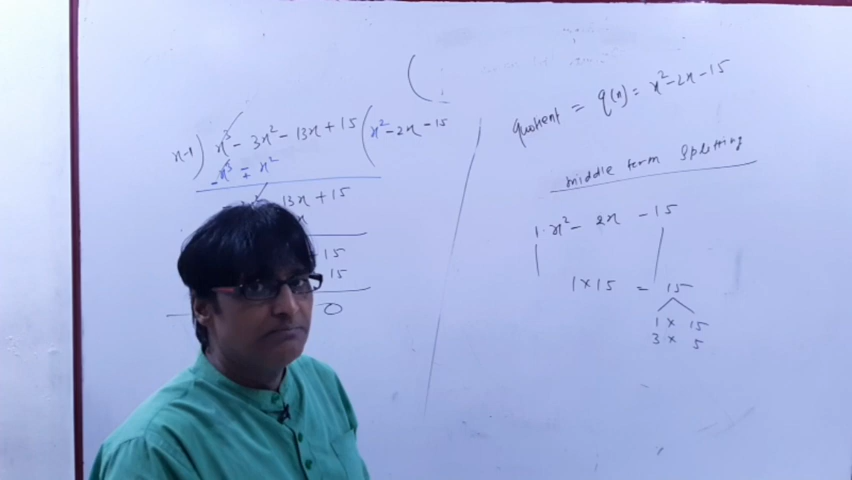 x-1) x³ - 3x² - 13x + 15 ( x² - 2x - 15
- x³ ∓ x²
13x + 15
x
15
15
0
quotient = q(x) = x² - 2x - 15
middle term splitting
1·x² - 2x - 15
1 × 15 = 15
1 × 15
3 × 5